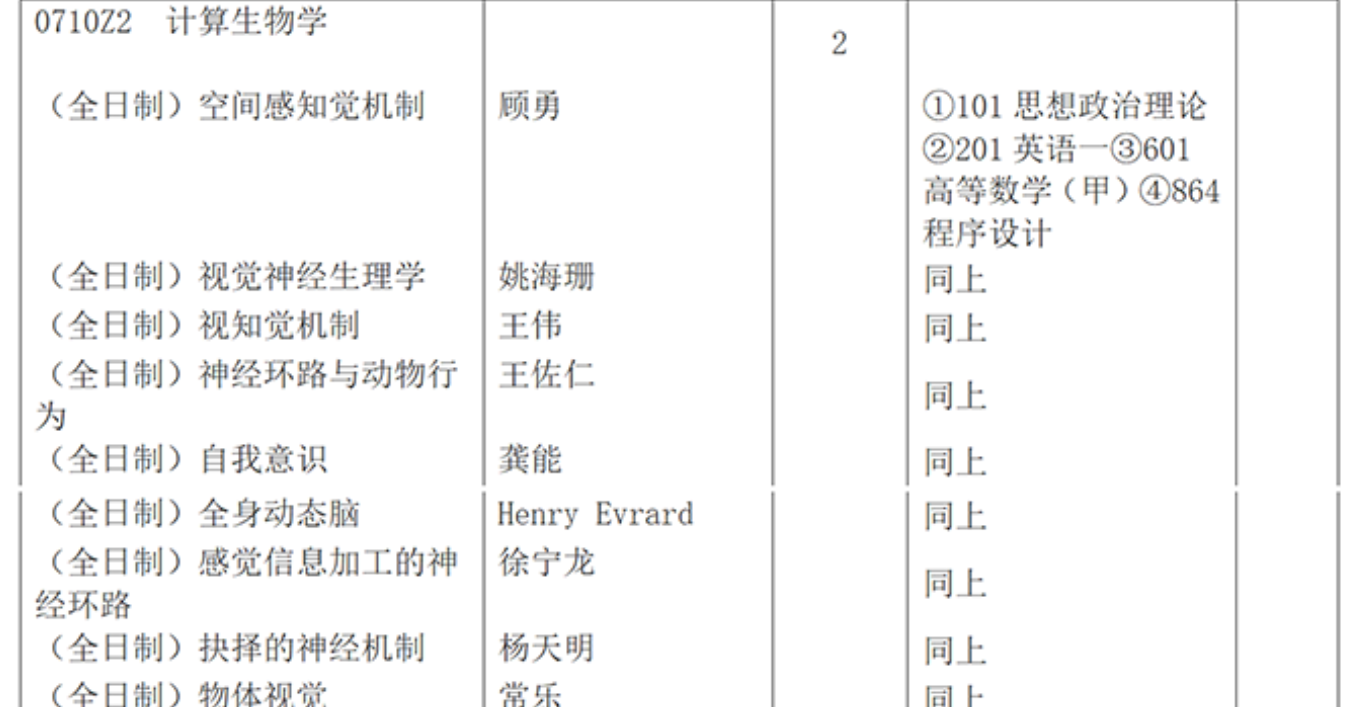 0710Z2 计算生物学
2
（全日制）空间感知觉机制 顾勇 ①101 思想政治理论
②201 英语一③601
高等数学（甲）④864
程序设计
（全日制）视觉神经生理学 姚海珊 同上
（全日制）视知觉机制 王伟 同上
（全日制）神经环路与动物行 王佐仁 同上
为
（全日制）自我意识 龚能 同上
（全日制）全身动态脑 Henry Evrard 同上
（全日制）感觉信息加工的神 徐宁龙 同上
经环路
（全日制）抉择的神经机制 杨天明 同上
（全日制）物体视觉 常乐 同上